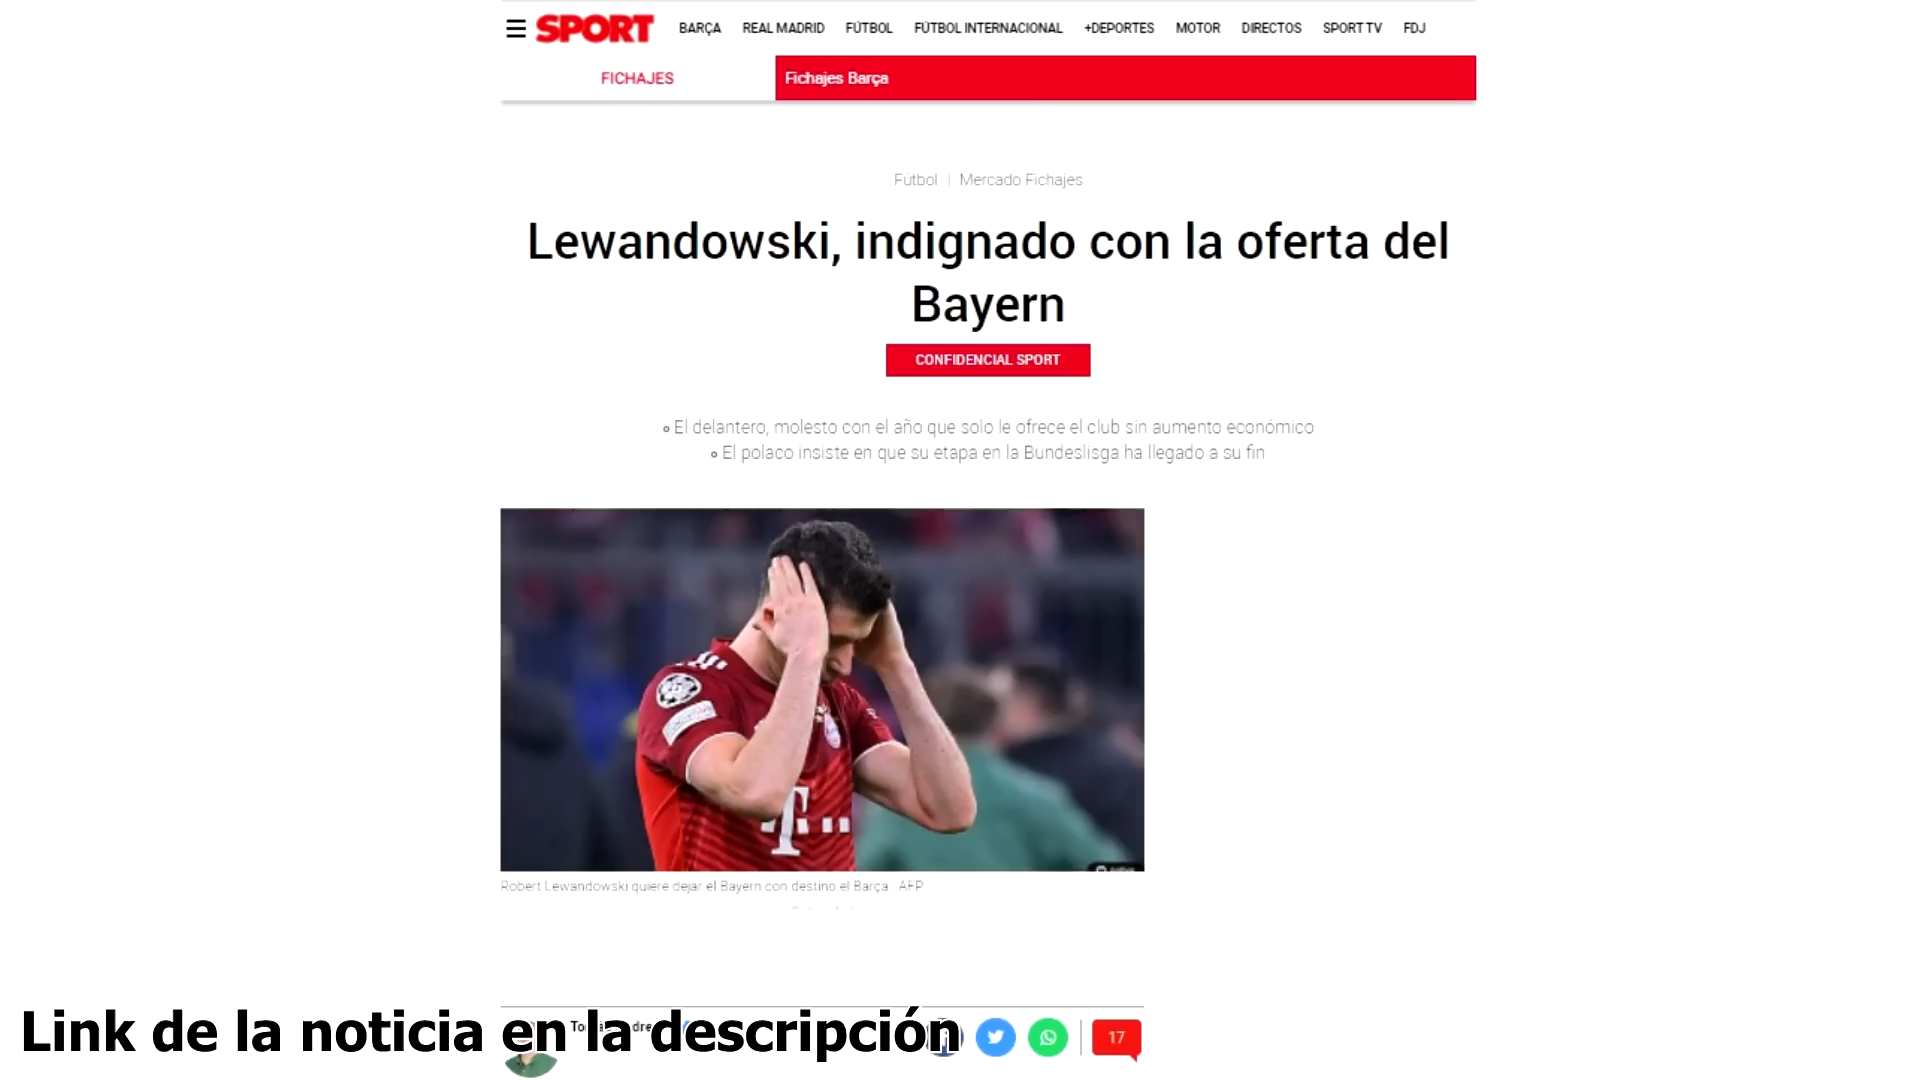 SPORT BARÇA REAL MADRID FÚTBOL FÚTBOL INTERNACIONAL +DEPORTES MOTOR DIRECTOS SPORT TV FDJ
FICHAJES Fichajes Barça
Fútbol | Mercado Fichajes
Lewandowski, indignado con la oferta del
Bayern
CONFIDENCIAL SPORT
El delantero, molesto con el año que solo le ofrece el club sin aumento económico
El polaco insiste en que su etapa en la Bundeslisga ha llegado a su fin
T
Robert Lewandowski quiere dejar el Bayern con destino el Barça AFP
Link de la noticia en la descripción
17